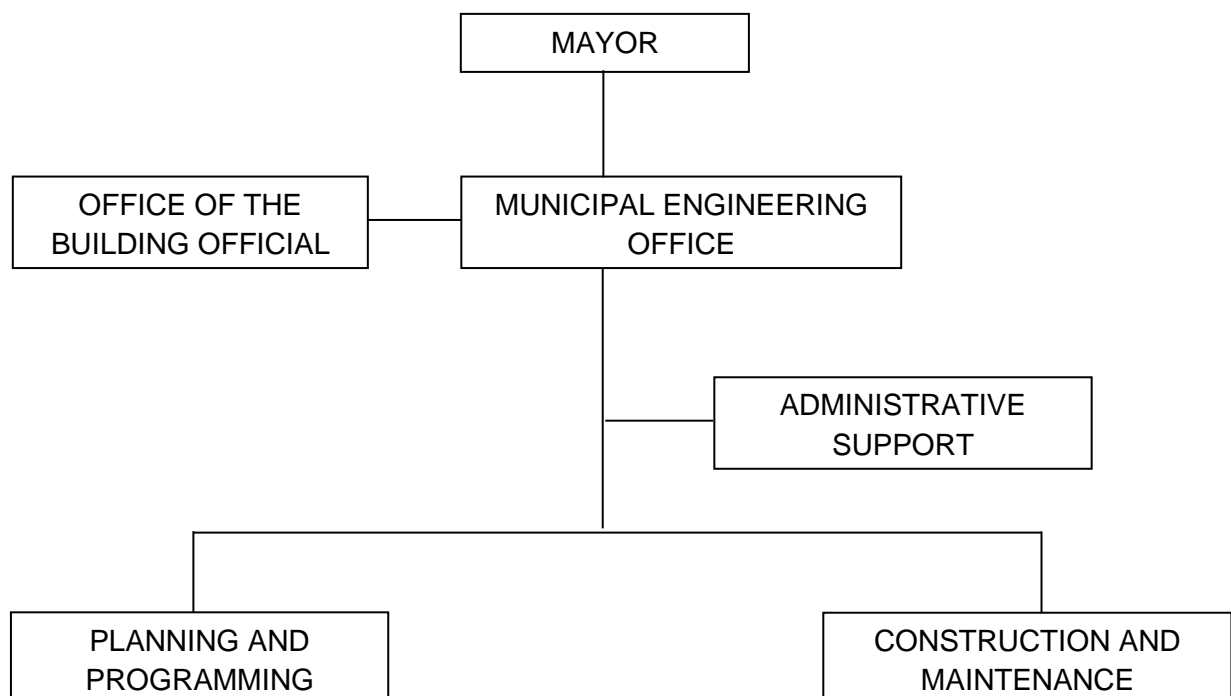 MAYOR
OFFICE OF THE
BUILDING OFFICIAL
MUNICIPAL ENGINEERING
OFFICE
ADMINISTRATIVE
SUPPORT
PLANNING AND
PROGRAMMING
CONSTRUCTION AND
MAINTENANCE